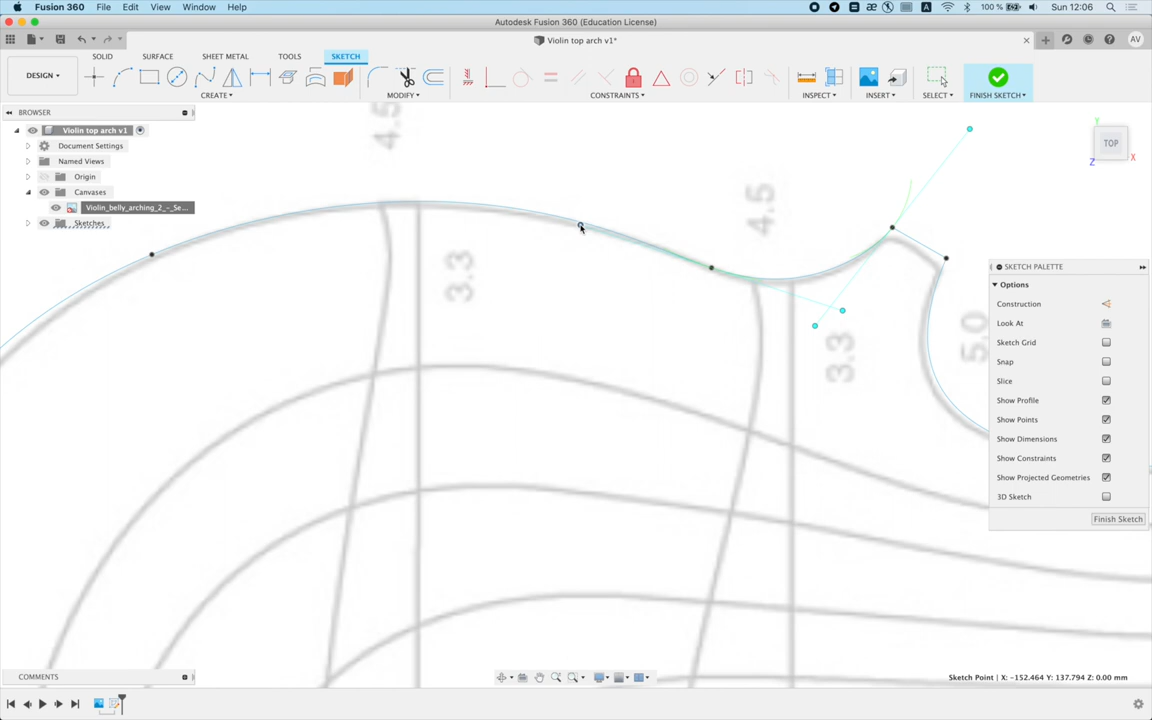 Fusion 360 File Edit View Window Help 100 % Sun 12:06
Autodesk Fusion 360 (Education License)
Violin top arch v1* AV
SOLID SURFACE SHEET METAL TOOLS SKETCH
DESIGN
CREATE MODIFY CONSTRAINTS INSPECT INSERT SELECT FINISH SKETCH
BROWSER
Violin top arch v1
Document Settings
Named Views
Origin
Canvases
Violin_belly_arching_2_-_Se...
Sketches
4.5
3.3
4.5
3.3
5.0
SKETCH PALETTE
Options
Construction
Look At
Sketch Grid
Snap
Slice
Show Profile
Show Points
Show Dimensions
Show Constraints
Show Projected Geometries
3D Sketch
Finish Sketch
TOP
Y
X
Z
COMMENTS
Sketch Point | X: -152.464 Y: 137.794 Z: 0.00 mm